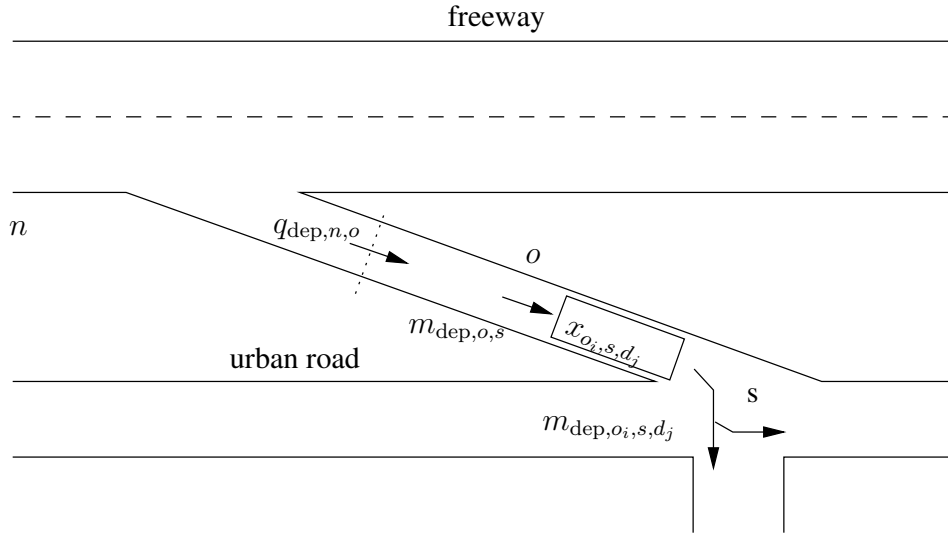 freeway
n
q_{dep,n,o}
o
m_{dep,o,s}
x_{o_i,s,d_j}
urban road
s
m_{dep,o_i,s,d_j}